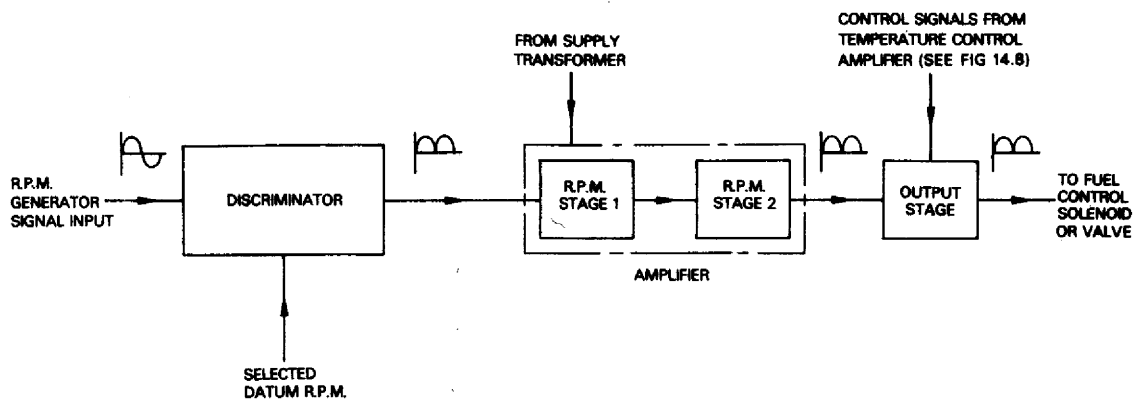 CONTROL SIGNALS FROM
TEMPERATURE CONTROL
AMPLIFIER (SEE FIG 14.8)
FROM SUPPLY
TRANSFORMER
R.P.M.
GENERATOR
SIGNAL INPUT
DISCRIMINATOR
R.P.M.
STAGE 1
R.P.M.
STAGE 2
OUTPUT
STAGE
TO FUEL
CONTROL
SOLENOID
OR VALVE
AMPLIFIER
SELECTED
DATUM R.P.M.